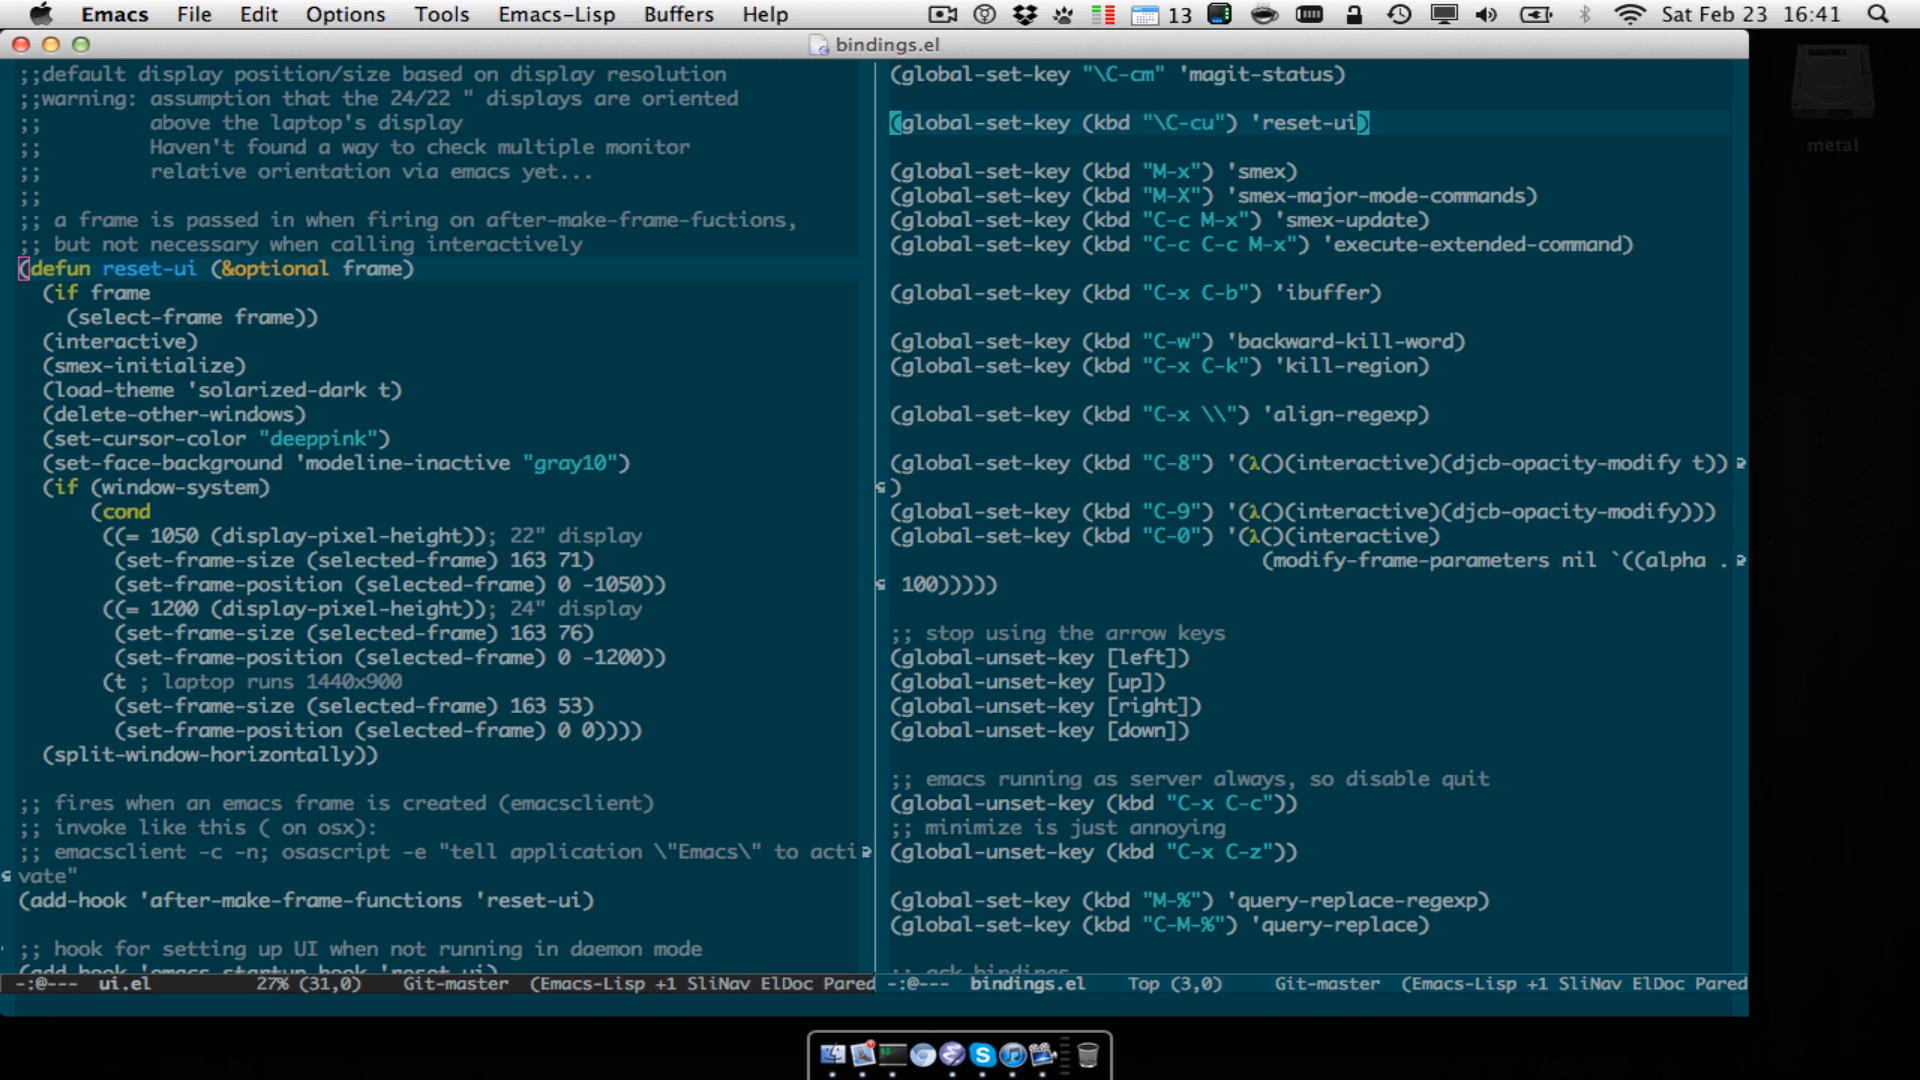 Emacs File Edit Options Tools Emacs-Lisp Buffers Help 13 Sat Feb 23 16:41
bindings.el
;;default display position/size based on display resolution
;;warning: assumption that the 24/22 " displays are oriented
;;         above the laptop's display
;;         Haven't found a way to check multiple monitor
;;         relative orientation via emacs yet...
;;
;; a frame is passed in when firing on after-make-frame-fuctions,
;; but not necessary when calling interactively
(defun reset-ui (&optional frame)
  (if frame
    (select-frame frame))
  (interactive)
  (smex-initialize)
  (load-theme 'solarized-dark t)
  (delete-other-windows)
  (set-cursor-color "deeppink")
  (set-face-background 'modeline-inactive "gray10")
  (if (window-system)
      (cond
       ((= 1050 (display-pixel-height)); 22" display
        (set-frame-size (selected-frame) 163 71)
        (set-frame-position (selected-frame) 0 -1050))
       ((= 1200 (display-pixel-height)); 24" display
        (set-frame-size (selected-frame) 163 76)
        (set-frame-position (selected-frame) 0 -1200))
       (t ; laptop runs 1440x900
        (set-frame-size (selected-frame) 163 53)
        (set-frame-position (selected-frame) 0 0))))
  (split-window-horizontally))
;; fires when an emacs frame is created (emacsclient)
;; invoke like this ( on osx):
;; emacsclient -c -n; osascript -e "tell application \"Emacs\" to acti
vate"
(add-hook 'after-make-frame-functions 'reset-ui)
;; hook for setting up UI when not running in daemon mode
(add-hook 'emacs-startup-hook 'reset-ui)
-:@--- ui.el 27% (31,0) Git-master (Emacs-Lisp +1 SliNav ElDoc Pared
(global-set-key "\C-cm" 'magit-status)
(global-set-key (kbd "\C-cu") 'reset-ui)
(global-set-key (kbd "M-x") 'smex)
(global-set-key (kbd "M-X") 'smex-major-mode-commands)
(global-set-key (kbd "C-c M-x") 'smex-update)
(global-set-key (kbd "C-c C-c M-x") 'execute-extended-command)
(global-set-key (kbd "C-x C-b") 'ibuffer)
(global-set-key (kbd "C-w") 'backward-kill-word)
(global-set-key (kbd "C-x C-k") 'kill-region)
(global-set-key (kbd "C-x \\") 'align-regexp)
(global-set-key (kbd "C-8") '(λ()(interactive)(djcb-opacity-modify t))
)
(global-set-key (kbd "C-9") '(λ()(interactive)(djcb-opacity-modify)))
(global-set-key (kbd "C-0") '(λ()(interactive)
                               (modify-frame-parameters nil `((alpha .
 100)))))
;; stop using the arrow keys
(global-unset-key [left])
(global-unset-key [up])
(global-unset-key [right])
(global-unset-key [down])
;; emacs running as server always, so disable quit
(global-unset-key (kbd "C-x C-c"))
;; minimize is just annoying
(global-unset-key (kbd "C-x C-z"))
(global-set-key (kbd "M-%") 'query-replace-regexp)
(global-set-key (kbd "C-M-%") 'query-replace)
;; ack bindings
-:@--- bindings.el Top (3,0) Git-master (Emacs-Lisp +1 SliNav ElDoc Pared
metal